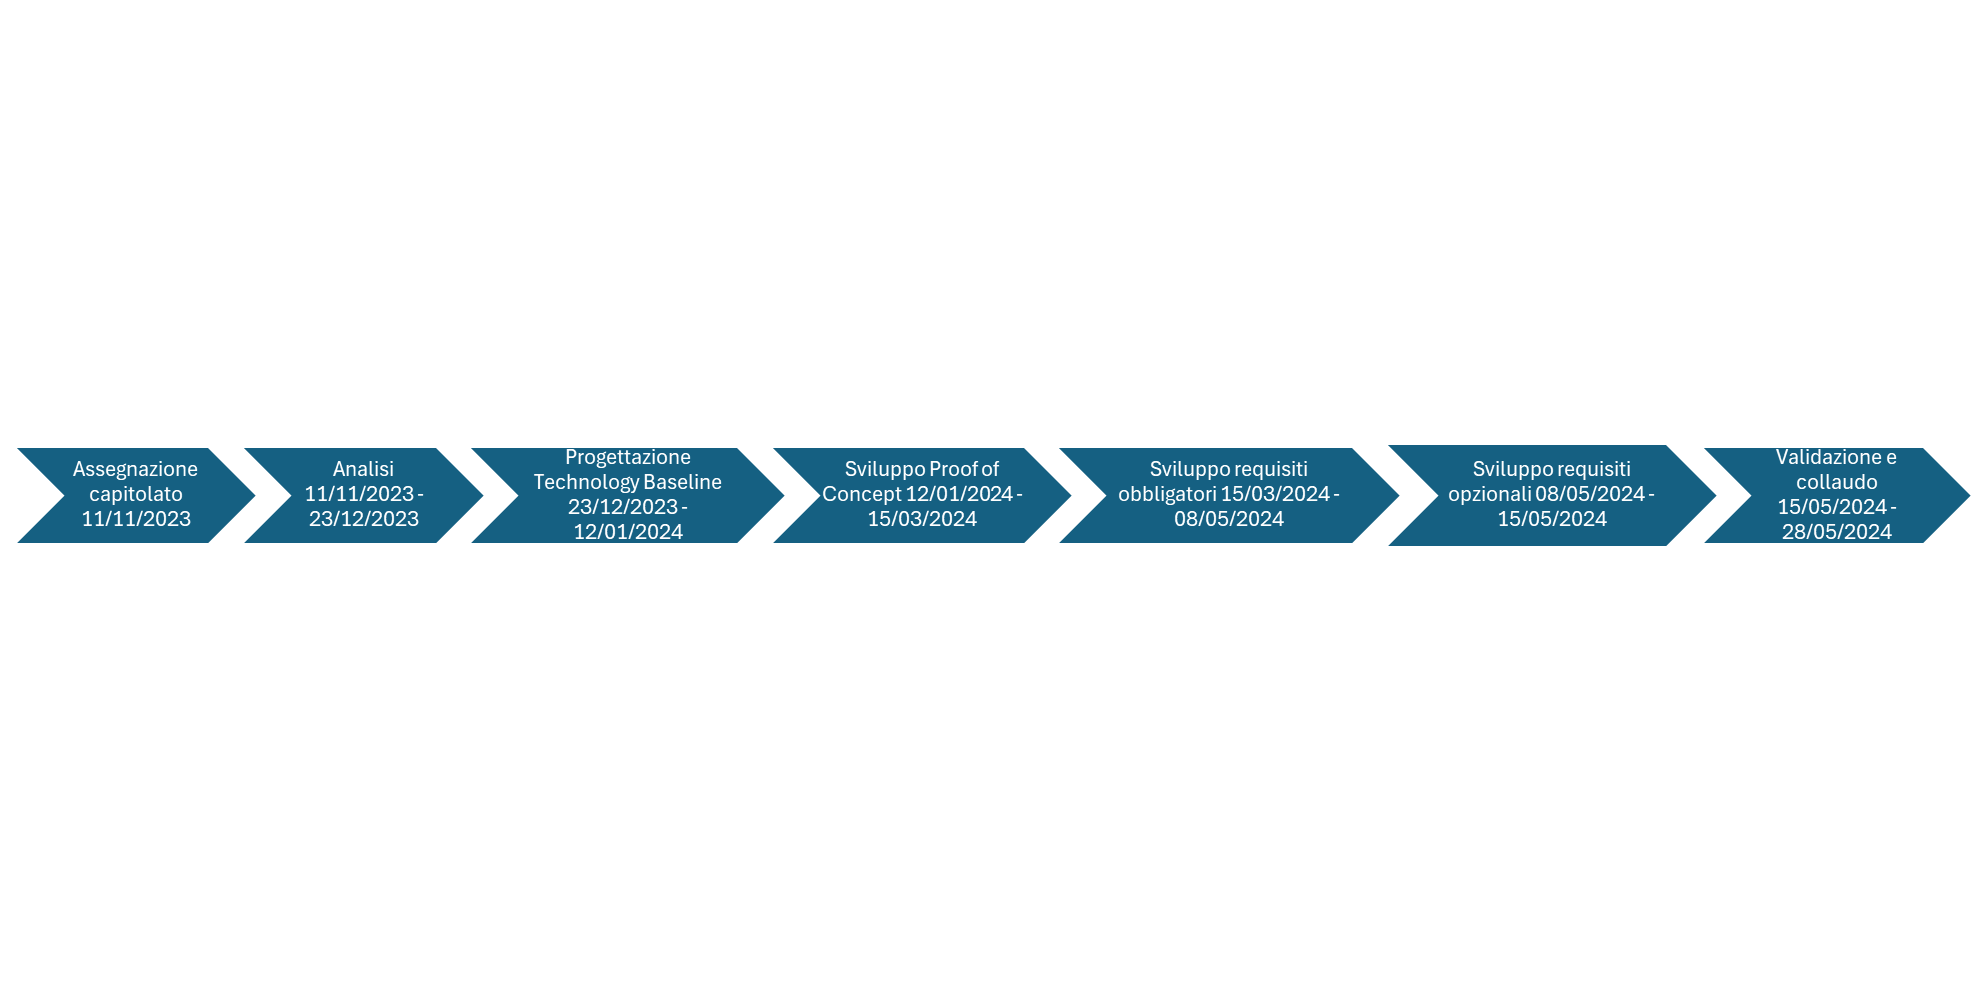 Assegnazione
capitolato
11/11/2023
Analisi
11/11/2023 -
23/12/2023
Progettazione
Technology Baseline
23/12/2023 -
12/01/2024
Sviluppo Proof of
Concept 12/01/2024 -
15/03/2024
Sviluppo requisiti
obbligatori 15/03/2024 -
08/05/2024
Sviluppo requisiti
opzionali 08/05/2024 -
15/05/2024
Validazione e
collaudo
15/05/2024 -
28/05/2024